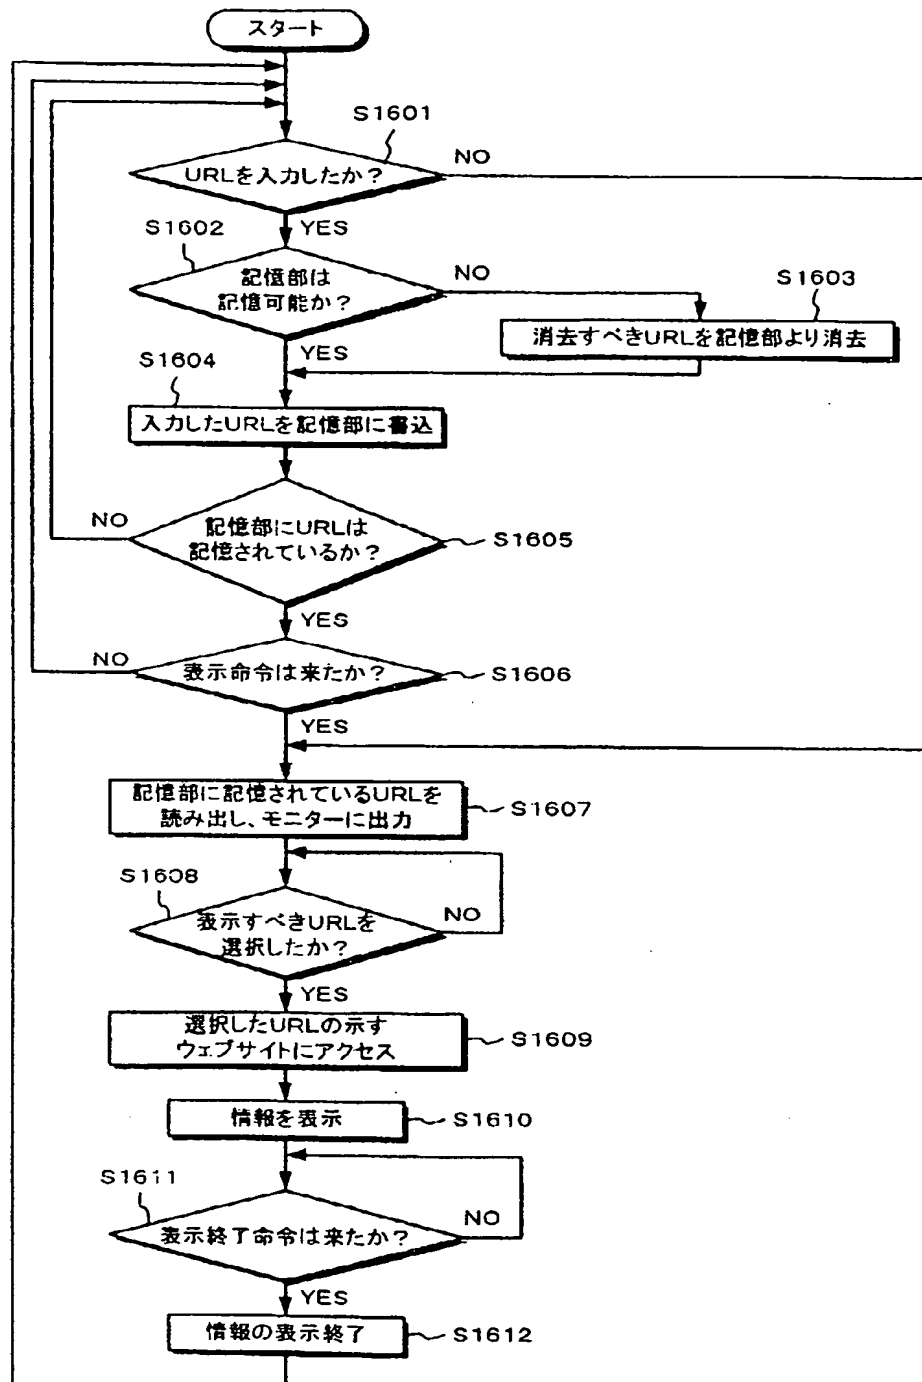 スタート
S1601
URLを入力したか?
NO
YES
S1602
記憶部は
記憶可能か?
NO
S1603
消去すべきURLを記憶部より消去
YES
S1604
入力したURLを記憶部に書込
記憶部にURLは
記憶されているか?
NO
S1605
YES
表示命令は来たか?
NO
S1606
YES
記憶部に記憶されているURLを
読み出し、モニターに出力
S1607
S1608
表示すべきURLを
選択したか?
NO
YES
選択したURLの示す
ウェブサイトにアクセス
S1609
情報を表示
S1610
S1611
表示終了命令は来たか?
NO
YES
情報の表示終了
S1612